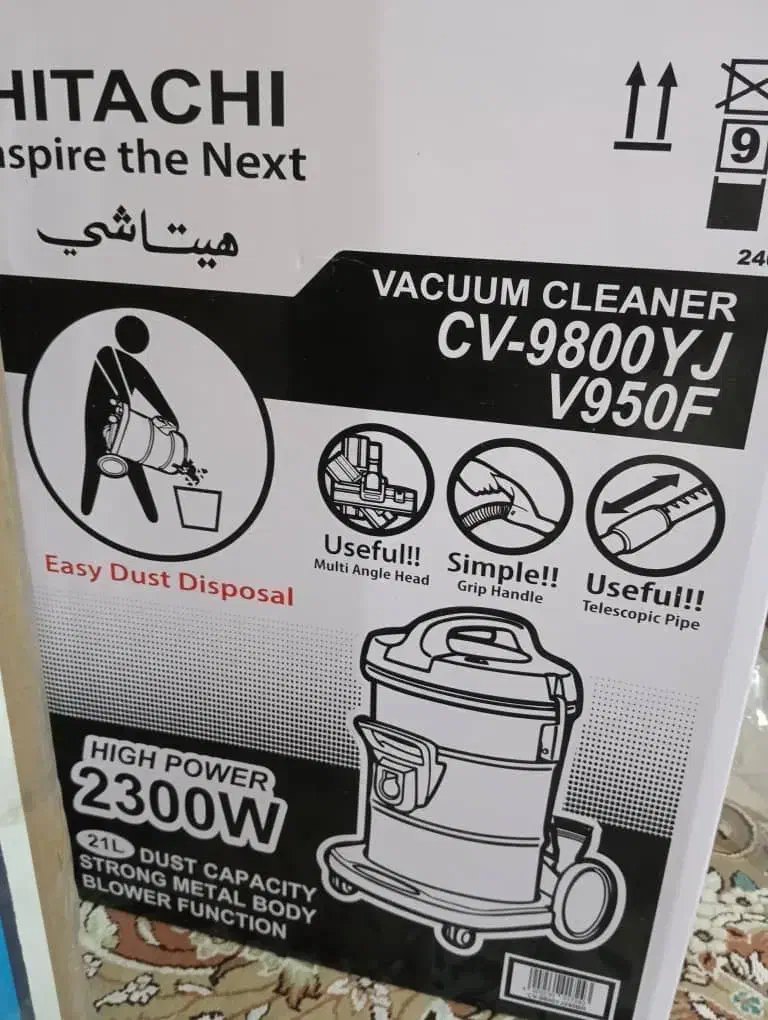 HITACHI
Inspire the Next
هيتاشي
9
VACUUM CLEANER
CV-9800YJ
V950F
Useful!!
Multi Angle Head
Simple!!
Grip Handle
Useful!!
Telescopic Pipe
Easy Dust Disposal
HIGH POWER
2300W
21L DUST CAPACITY
STRONG METAL BODY
BLOWER FUNCTION